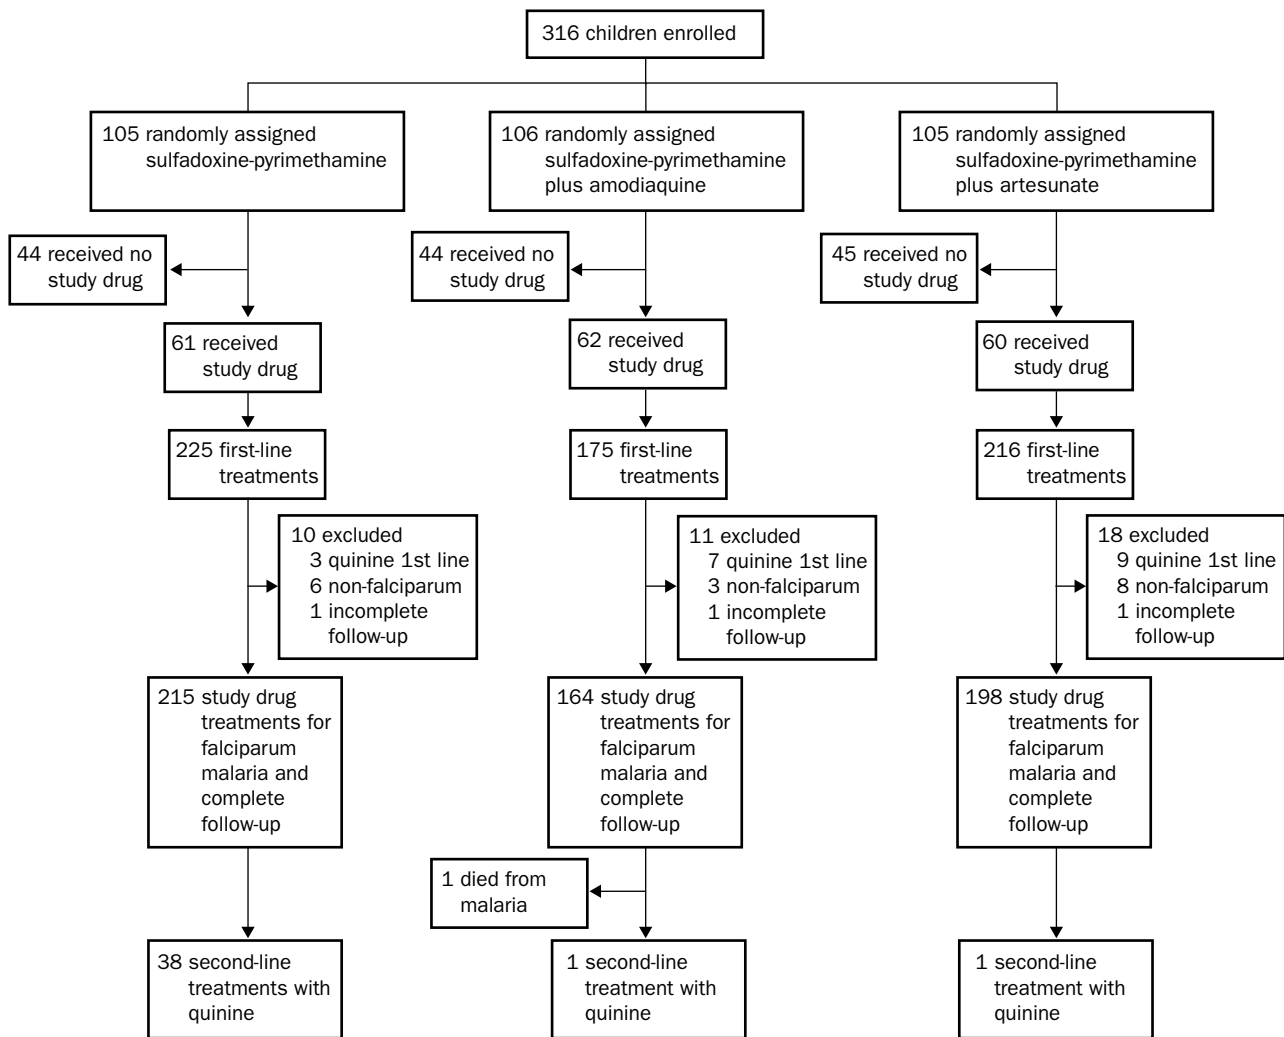 316 children enrolled
105 randomly assigned
sulfadoxine-pyrimethamine
106 randomly assigned
sulfadoxine-pyrimethamine
plus amodiaquine
105 randomly assigned
sulfadoxine-pyrimethamine
plus artesunate
44 received no
study drug
44 received no
study drug
45 received no
study drug
61 received
study drug
62 received
study drug
60 received
study drug
225 first-line
treatments
175 first-line
treatments
216 first-line
treatments
10 excluded
3 quinine 1st line
6 non-falciparum
1 incomplete
follow-up
11 excluded
7 quinine 1st line
3 non-falciparum
1 incomplete
follow-up
18 excluded
9 quinine 1st line
8 non-falciparum
1 incomplete
follow-up
215 study drug
treatments for
falciparum
malaria and
complete
follow-up
164 study drug
treatments for
falciparum
malaria and
complete
follow-up
198 study drug
treatments for
falciparum
malaria and
complete
follow-up
1 died from
malaria
38 second-line
treatments with
quinine
1 second-line
treatment with
quinine
1 second-line
treatment with
quinine